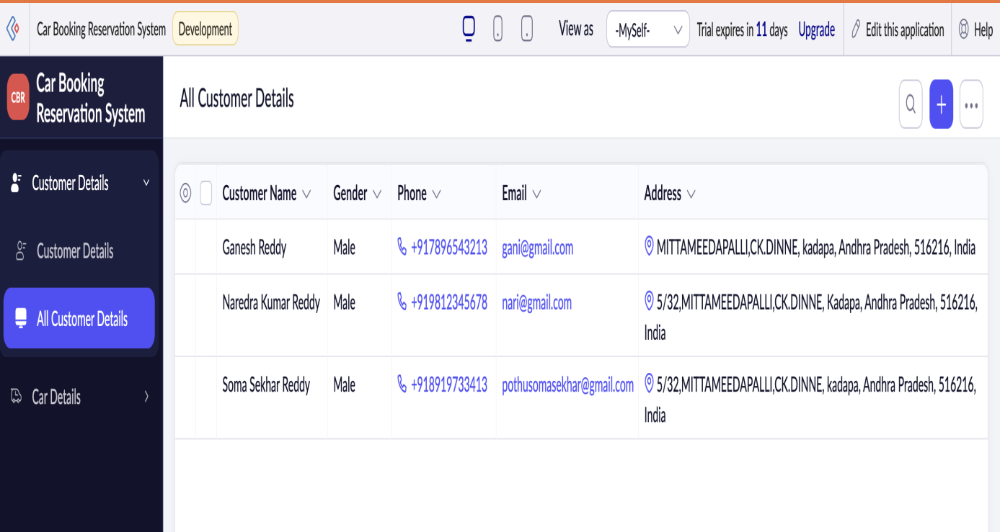 Car Booking Reservation System Development View as -MySelf- Trial expires in 11 days Upgrade Edit this application Help
CBR
Car Booking
Reservation System
Customer Details
Customer Details
All Customer Details
Car Details
All Customer Details
Customer Name Gender Phone Email Address
Ganesh Reddy Male +917896543213 gani@gmail.com MITTAMEEDAPALLI,CK.DINNE, kadapa, Andhra Pradesh, 516216, India
Naredra Kumar Reddy Male +919812345678 nari@gmail.com 5/32,MITTAMEEDAPALLI,CK.DINNE, Kadapa, Andhra Pradesh, 516216,
India
Soma Sekhar Reddy Male +918919733413 pothusomasekhar@gmail.com 5/32,MITTAMEEDAPALLI,CK.DINNE, kadapa, Andhra Pradesh, 516216,
India